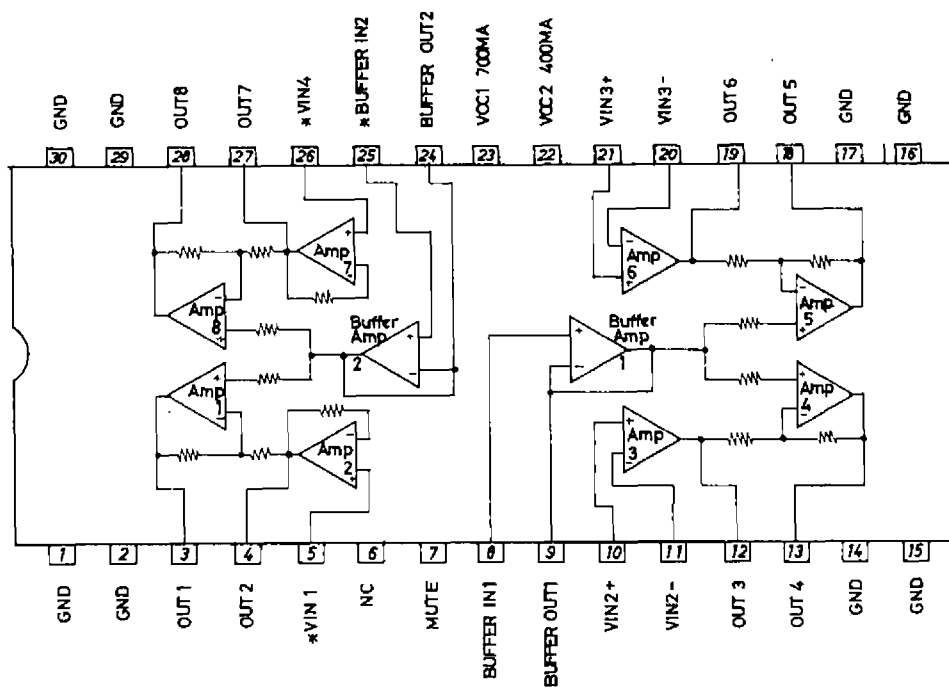 GND
GND
OUT8
OUT7
*VIN4
*BUFFER IN2
BUFFER OUT2
VCC1 700MA
VCC2 400MA
VIN3+
VIN3-
OUT6
OUT5
GND
GND
30
29
28
27
26
25
24
23
22
21
20
19
18
17
16
+
Amp
7
-
-
Amp
6
+
-
Amp
8
+
-
Amp
5
+
Buffer
Amp
2
+
-
+
-
Buffer
Amp
1
+
Amp
1
-
+
Amp
4
-
-
Amp
2
+
+
Amp
3
-
1
2
3
4
5
6
7
8
9
10
11
12
13
14
15
GND
GND
OUT 1
OUT 2
*VIN 1
NC
MUTE
BUFFER IN1
BUFFER OUT1
VIN2+
VIN2-
OUT 3
OUT 4
GND
GND